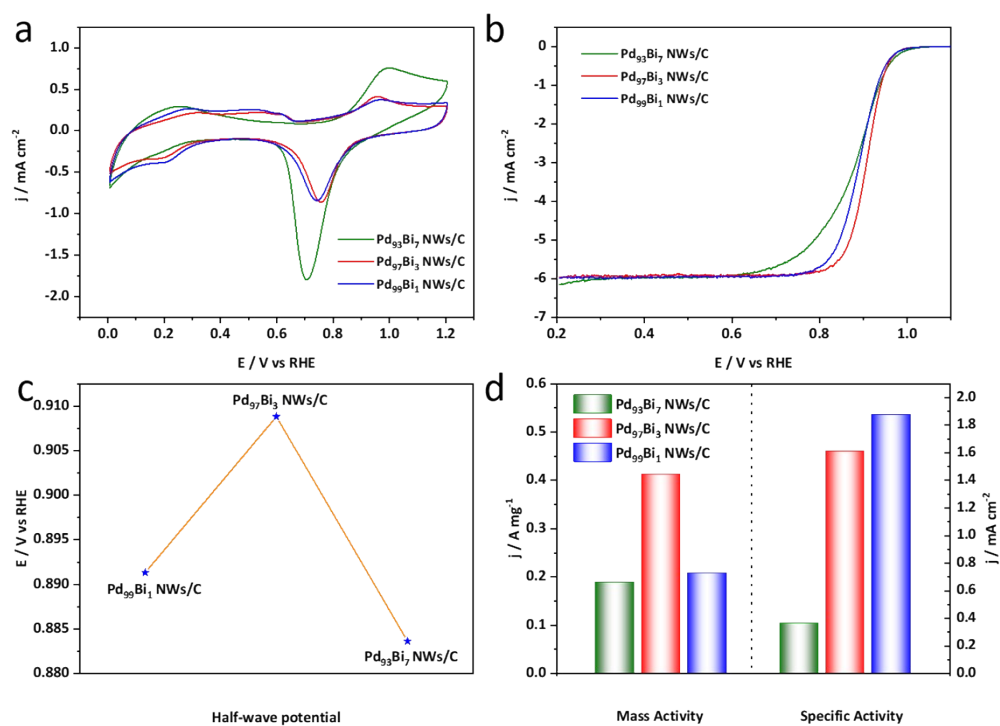 a
1.0
0.5
0.0
-0.5
-1.0
-1.5
-2.0
j / mA cm⁻²
Pd₉₃Bi₇ NWs/C
Pd₉₇Bi₃ NWs/C
Pd₉₉Bi₁ NWs/C
0.0 0.2 0.4 0.6 0.8 1.0 1.2
E / V vs RHE
b
0
-1
-2
-3
-4
-5
-6
-7
j / mA cm⁻²
Pd₉₃Bi₇ NWs/C
Pd₉₇Bi₃ NWs/C
Pd₉₉Bi₁ NWs/C
0.2 0.4 0.6 0.8 1.0
E / V vs RHE
c
0.910
0.905
0.900
0.895
0.890
0.885
0.880
E / V vs RHE
Pd₉₇Bi₃ NWs/C
Pd₉₉Bi₁ NWs/C
Pd₉₃Bi₇ NWs/C
Half-wave potential
d
0.6
0.5
0.4
0.3
0.2
0.1
0.0
j / A mg⁻¹
Pd₉₃Bi₇ NWs/C
Pd₉₇Bi₃ NWs/C
Pd₉₉Bi₁ NWs/C
2.0
1.8
1.6
1.4
1.2
1.0
0.8
0.6
0.4
0.2
0.0
j / mA cm⁻²
Mass Activity Specific Activity